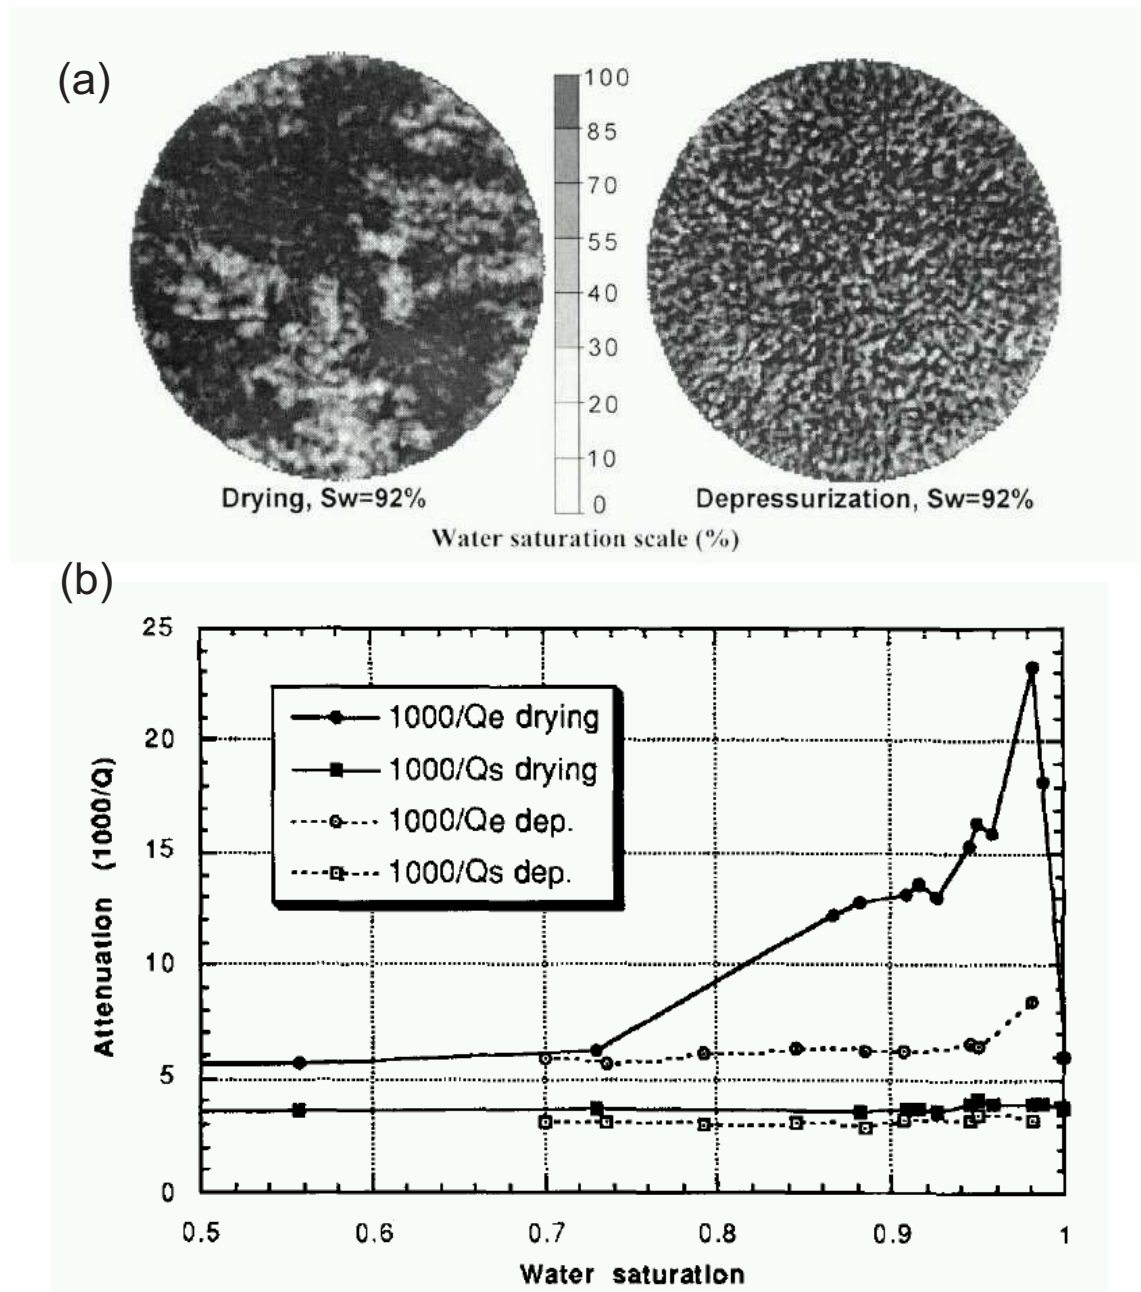 (a)
100
85
70
55
40
30
20
10
0
Drying, Sw=92%
Depressurization, Sw=92%
Water saturation scale (%)
(b)
25
20
15
10
5
0
Attenuation (1000/Q)
1000/Qe drying
1000/Qs drying
1000/Qe dep.
1000/Qs dep.
0.5
0.6
0.7
0.8
0.9
1
Water saturation